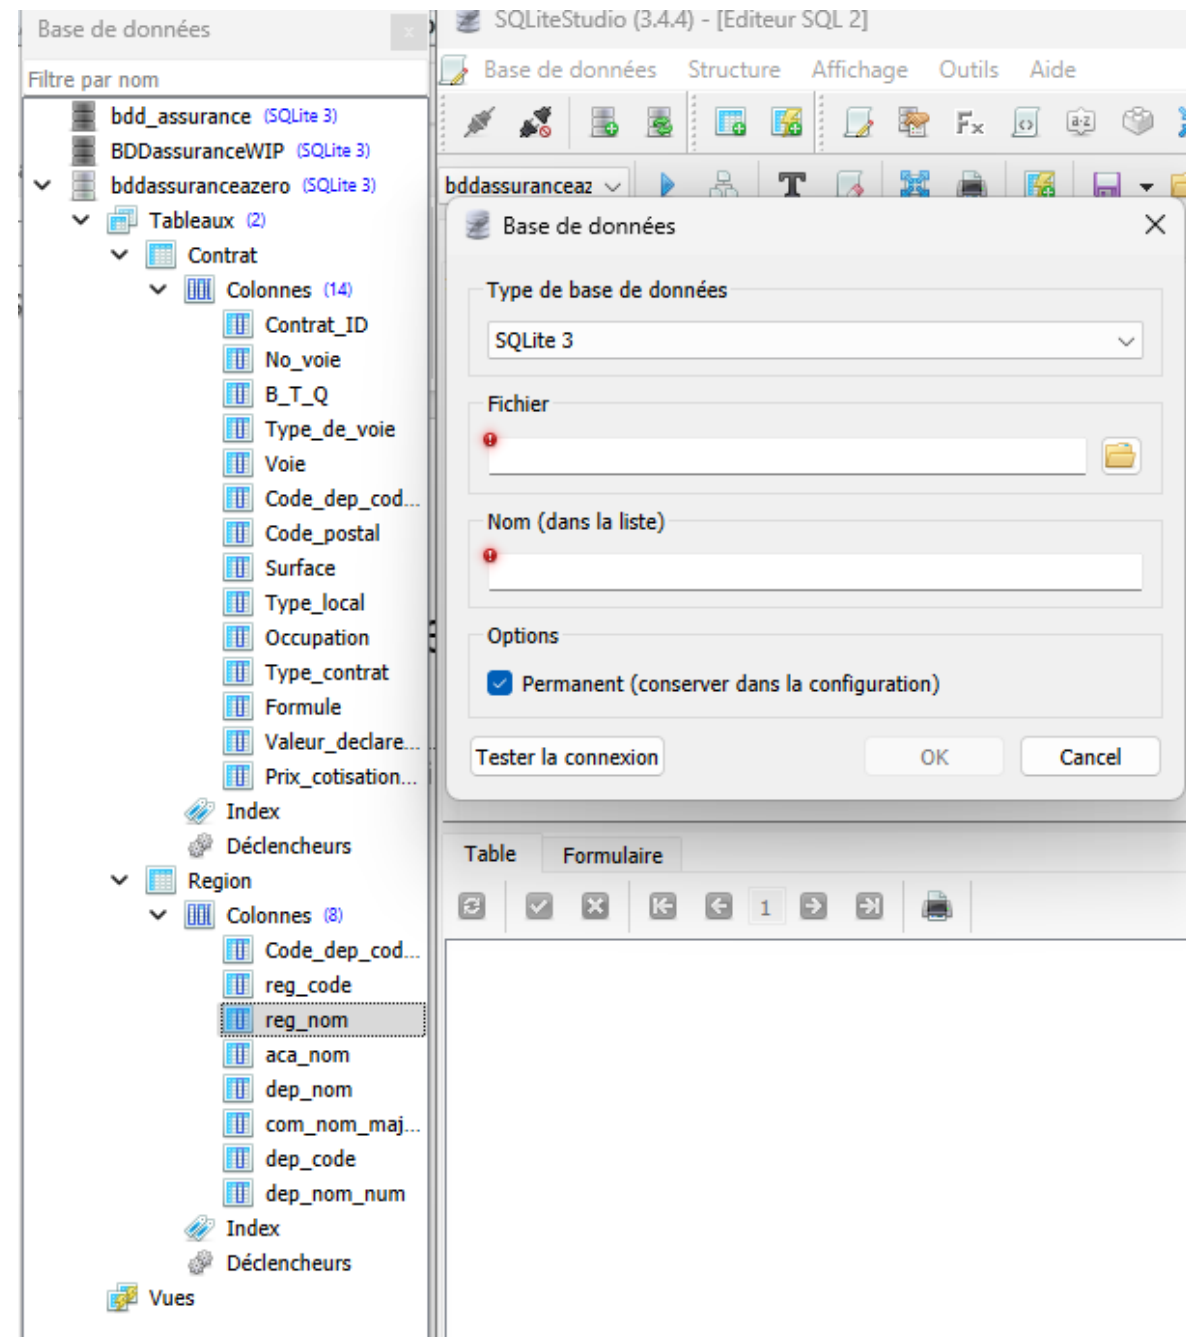 Base de données
x
Filtre par nom
bdd_assurance (SQLite 3)
BDDassuranceWIP (SQLite 3)
bddassuranceazero (SQLite 3)
Tableaux (2)
Contrat
Colonnes (14)
Contrat_ID
No_voie
B_T_Q
Type_de_voie
Voie
Code_dep_cod...
Code_postal
Surface
Type_local
Occupation
Type_contrat
Formule
Valeur_declare...
Prix_cotisation...
Index
Déclencheurs
Region
Colonnes (8)
Code_dep_cod...
reg_code
reg_nom
aca_nom
dep_nom
com_nom_maj...
dep_code
dep_nom_num
Index
Déclencheurs
Vues
SQLiteStudio (3.4.4) - [Editeur SQL 2]
Base de données Structure Affichage Outils Aide
Fx a·z
bddassuranceaz T
Base de données
Type de base de données
SQLite 3
Fichier
Nom (dans la liste)
Options
Permanent (conserver dans la configuration)
Tester la connexion OK Cancel
Table Formulaire
1